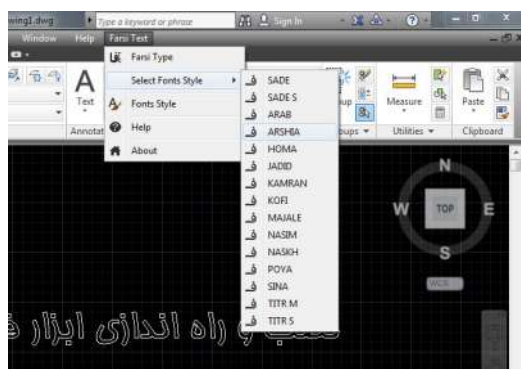 wing1.dwg Type a keyword or phrase Sign In
Window Help Farsi Text
Farsi Type
Select Fonts Style
Fonts Style
Help
About
Text
Annotat
SADE
SADE S
ARAB
ARSHIA
HOMA
JADID
KAMRAN
KOFI
MAJALE
NASIM
NASKH
POYA
SINA
TITR M
TITR S
Measure
Paste
Utilities
Clipboard
N
W TOP E
S
WCS
و راه اندازی ابزار